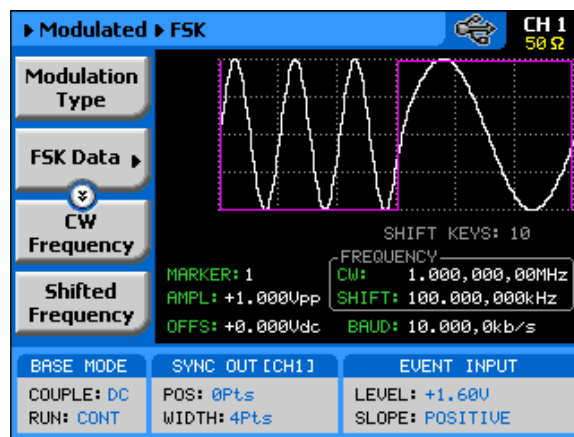 ▸ Modulated ▸ FSK
CH 1
50 Ω
Modulation
Type
FSK Data ▸
CW
Frequency
Shifted
Frequency
SHIFT KEYS: 10
FREQUENCY
MARKER: 1
CW: 1.000,000,00MHz
AMPL: +1.000Vpp
SHIFT: 100.000,000kHz
OFFS: +0.000Vdc
BAUD: 10.000,0kb/s
BASE MODE
COUPLE: DC
RUN: CONT
SYNC OUT [CH1]
POS: 0Pts
WIDTH: 4Pts
EVENT INPUT
LEVEL: +1.60V
SLOPE: POSITIVE